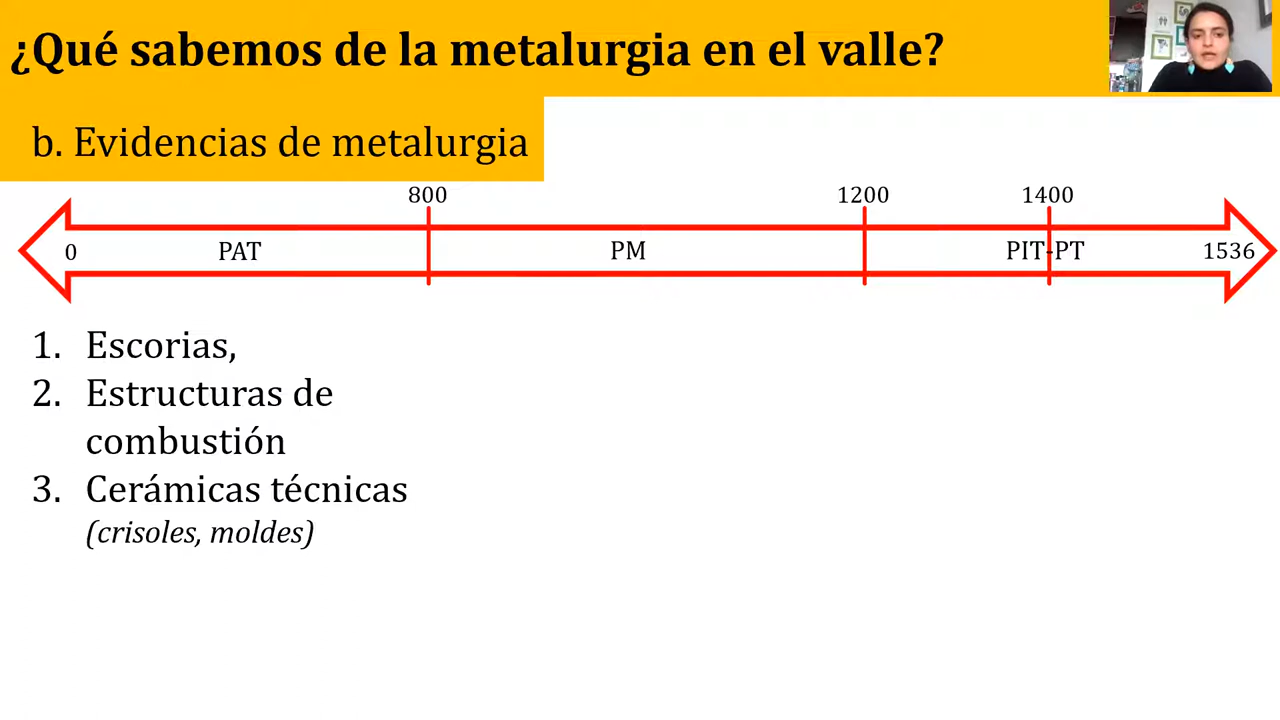 ¿Qué sabemos de la metalurgia en el valle?
b. Evidencias de metalurgia
800 1200 1400
0 PAT PM PIT-PT 1536
1. Escorias,
2. Estructuras de
combustión
3. Cerámicas técnicas
(crisoles, moldes)